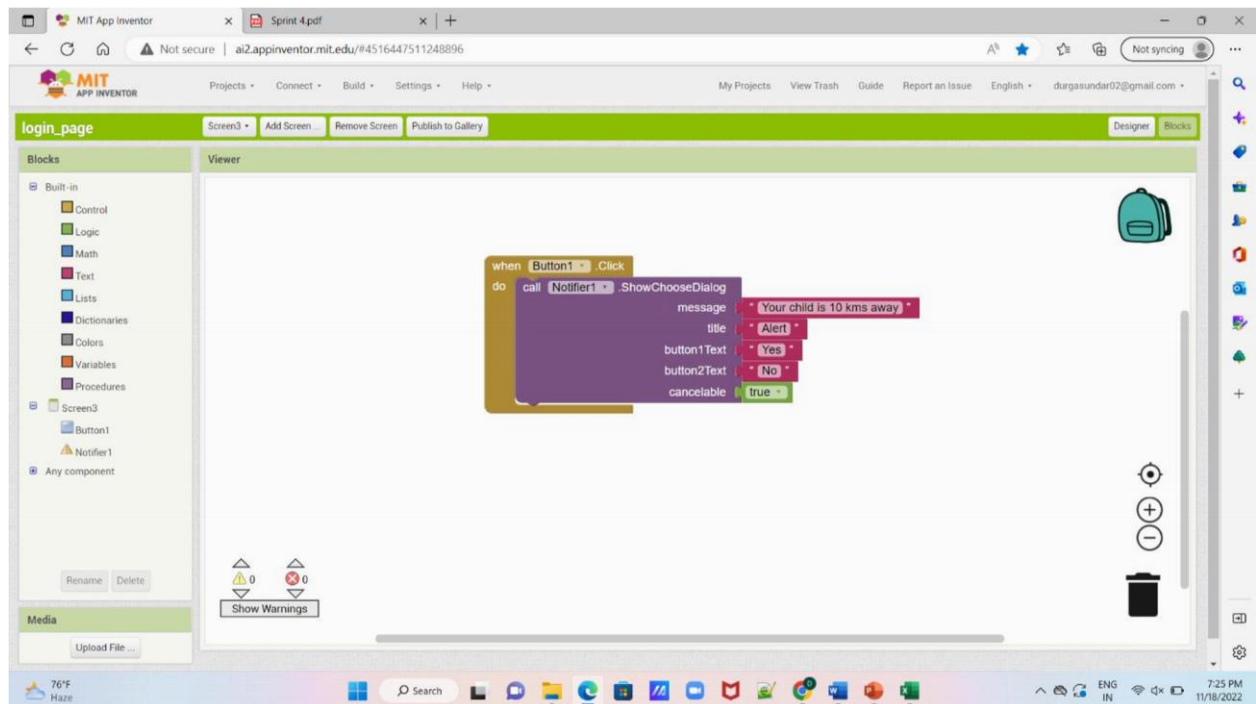 MIT App Inventor
Sprint 4.pdf
Not secure | ai2.appinventor.mit.edu/#4516447511248896
Not syncing
MIT
APP INVENTOR
Projects
Connect
Build
Settings
Help
My Projects
View Trash
Guide
Report an Issue
English
durgasundar02@gmail.com
login_page
Screen3
Add Screen ...
Remove Screen
Publish to Gallery
Designer
Blocks
Blocks
Viewer
Built-in
Control
Logic
Math
Text
Lists
Dictionaries
Colors
Variables
Procedures
Screen3
Button1
Notifier1
Any component
Rename
Delete
Media
Upload File ...
when Button1 .Click
do call Notifier1 .ShowChooseDialog
message " Your child is 10 kms away "
title " Alert "
button1Text " Yes "
button2Text " No "
cancelable true
0
0
Show Warnings
76°F
Haze
Search
ENG
IN
7:25 PM
11/18/2022